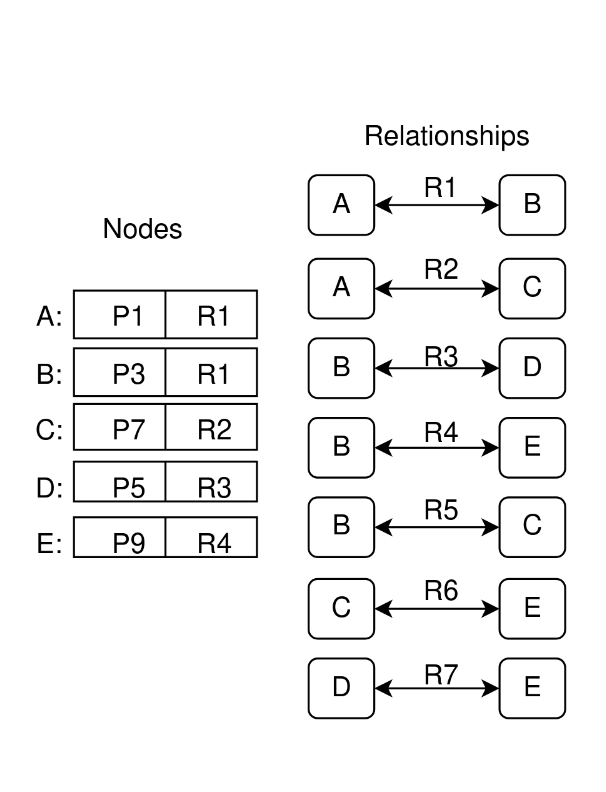 Relationships
Nodes
A: P1 R1
B: P3 R1
C: P7 R2
D: P5 R3
E: P9 R4
A R1 B
A R2 C
B R3 D
B R4 E
B R5 C
C R6 E
D R7 E